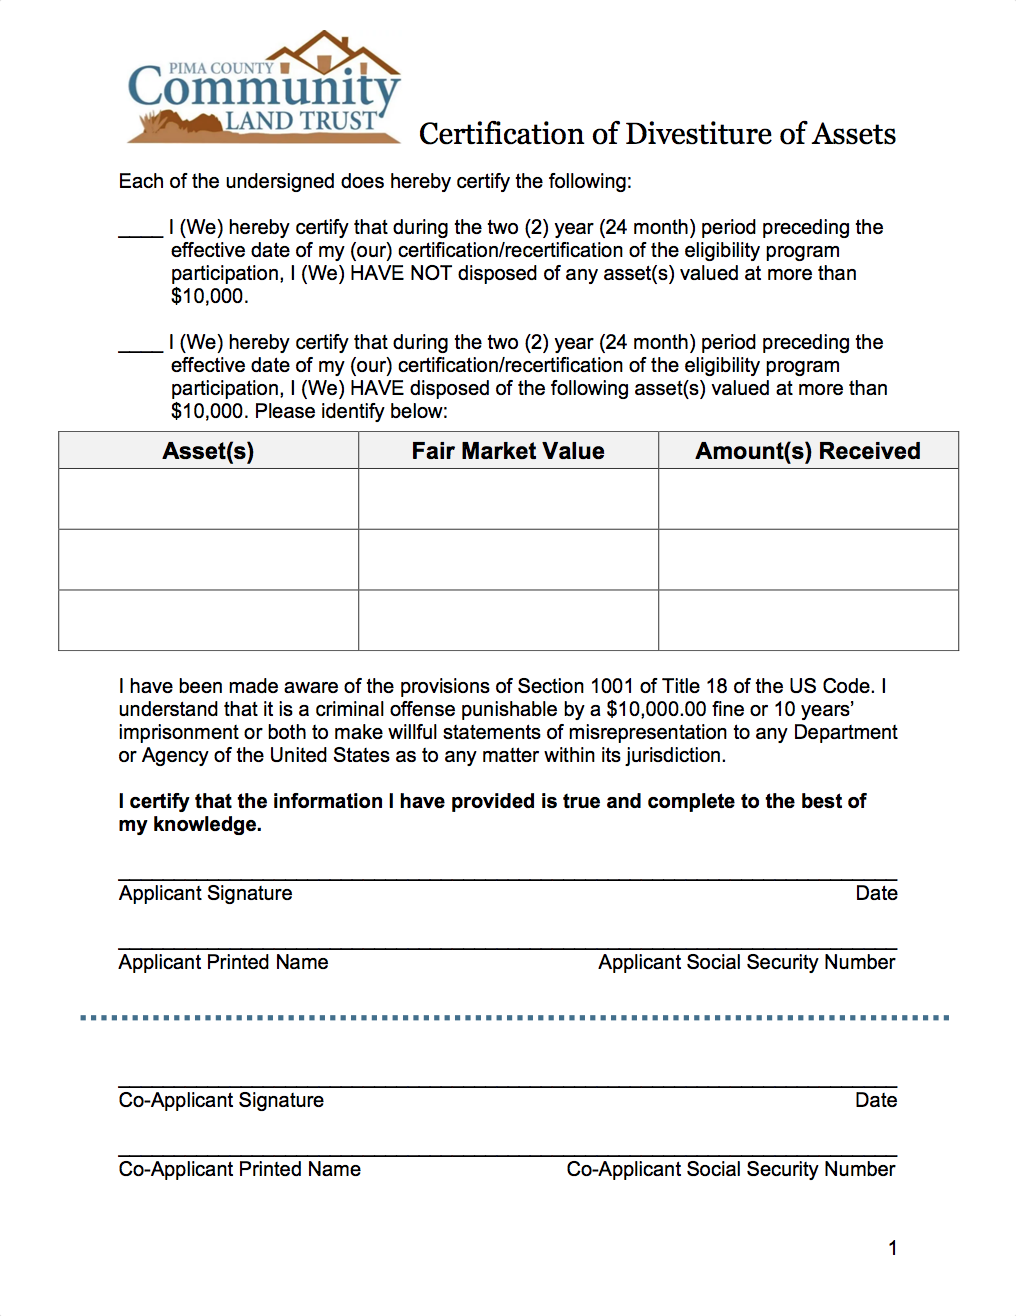 PIMA COUNTY
Community
LAND TRUST
Certification of Divestiture of Assets
Each of the undersigned does hereby certify the following:
____ I (We) hereby certify that during the two (2) year (24 month) period preceding the
effective date of my (our) certification/recertification of the eligibility program
participation, I (We) HAVE NOT disposed of any asset(s) valued at more than
$10,000.
____ I (We) hereby certify that during the two (2) year (24 month) period preceding the
effective date of my (our) certification/recertification of the eligibility program
participation, I (We) HAVE disposed of the following asset(s) valued at more than
$10,000. Please identify below:
Asset(s) Fair Market Value Amount(s) Received
I have been made aware of the provisions of Section 1001 of Title 18 of the US Code. I
understand that it is a criminal offense punishable by a $10,000.00 fine or 10 years’
imprisonment or both to make willful statements of misrepresentation to any Department
or Agency of the United States as to any matter within its jurisdiction.
I certify that the information I have provided is true and complete to the best of
my knowledge.
Applicant Signature Date
Applicant Printed Name Applicant Social Security Number
Co-Applicant Signature Date
Co-Applicant Printed Name Co-Applicant Social Security Number
1